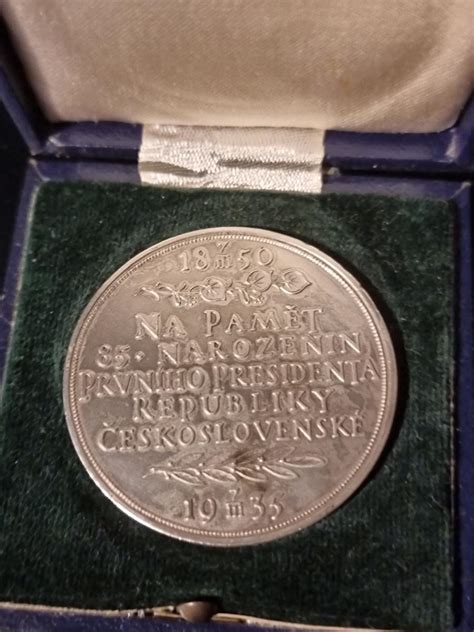 18 7/III 50
NA PAMĚT
85. NAROZENIN
PRVNÍHO PRESIDENTA
REPUBLIKY
ČESKOSLOVENSKÉ
19 7/III 35